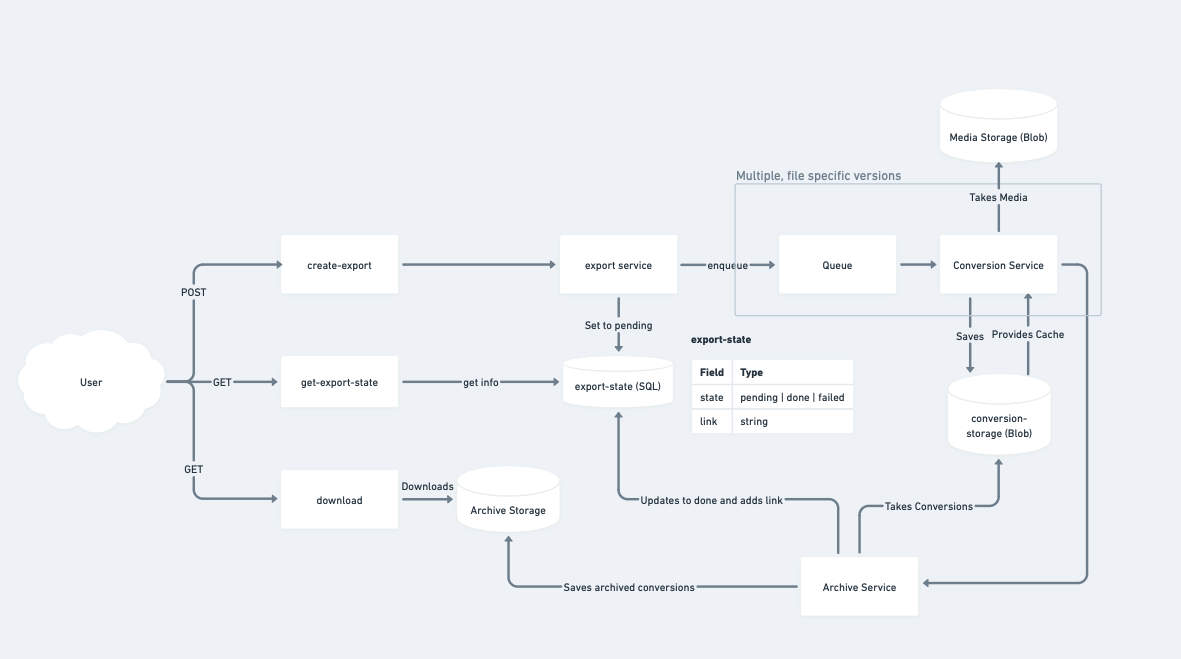 Media Storage (Blob)
Multiple, file specific versions
Takes Media
create-export
export service
enqueue
Queue
Conversion Service
POST
Set to pending
Saves
Provides Cache
export-state
User
GET
get-export-state
get info
export-state (SQL)
Field Type
state pending | done | failed
link string
conversion-
storage (Blob)
GET
download
Downloads
Archive Storage
Updates to done and adds link
Takes Conversions
Saves archived conversions
Archive Service